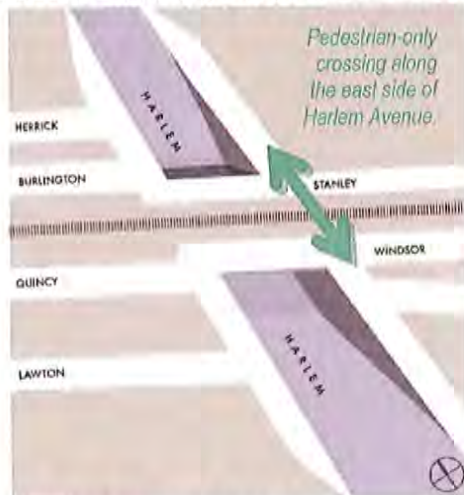 Pedestrian-only
crossing along
the east side of
Harlem Avenue.
HARLEM
HERRICK
BURLINGTON
STANLEY
WINDSOR
QUINCY
HARLEM
LAWTON